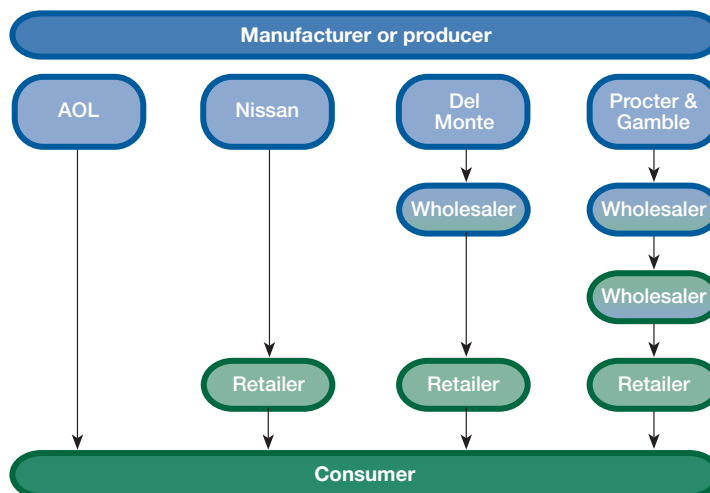 Manufacturer or producer
AOL
Nissan
Del
Monte
Procter &
Gamble
Wholesaler
Wholesaler
Wholesaler
Retailer
Retailer
Retailer
Consumer